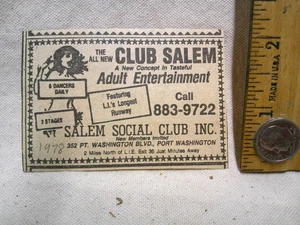 THE
ALL NEW CLUB SALEM
A New Concept in Tasteful
Adult Entertainment
6 DANCERS
DAILY
2 STAGES
Featuring
L.I.'s Longest
Runway
Call
883-9722
AT SALEM SOCIAL CLUB INC.
New Members Invited
1978
352 PT. WASHINGTON BLVD., PORT WASHINGTON
2 Miles North of L.I.E. Exit 36 Just Minutes Away
1
2
MADE IN U.S.A